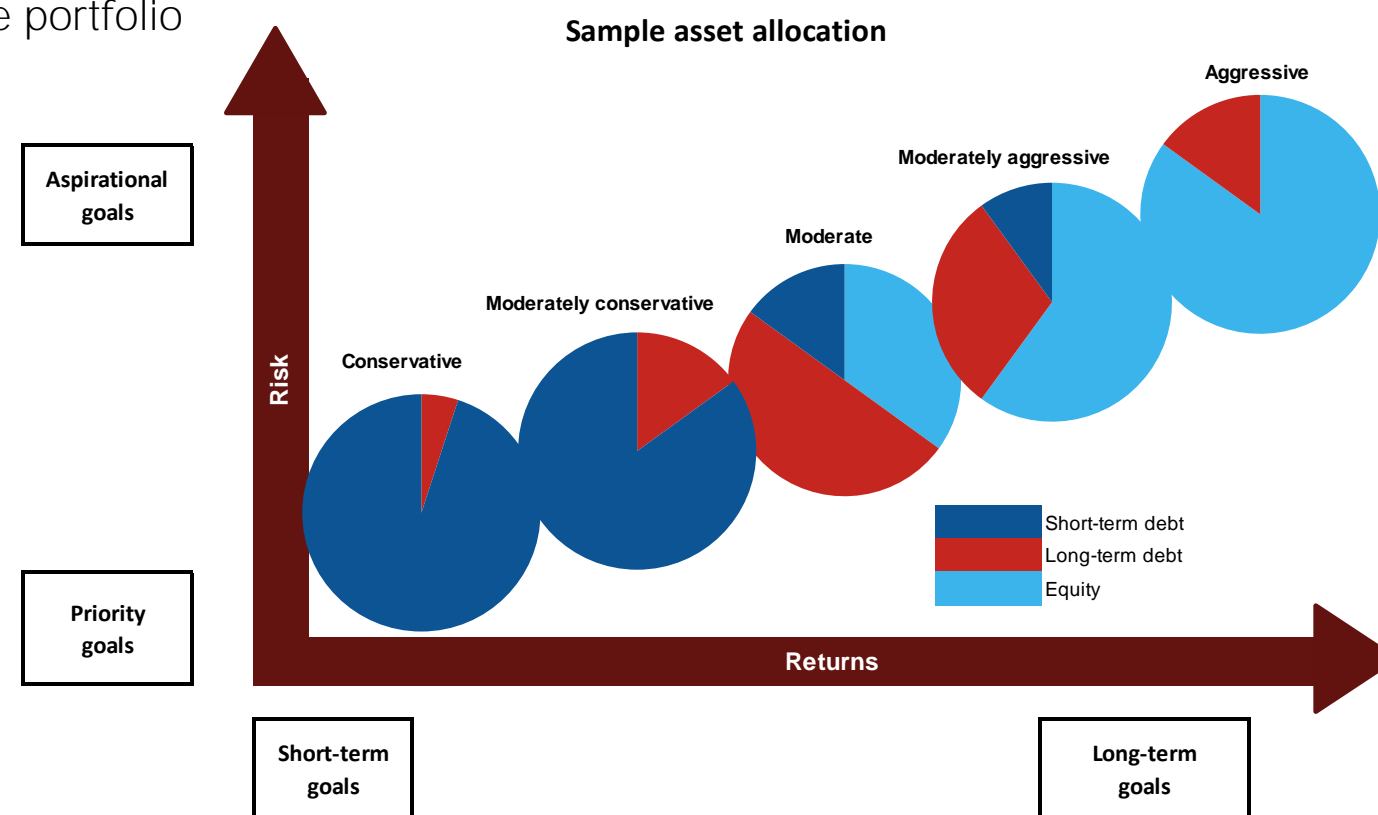 e portfolio
Sample asset allocation
Aggressive
Aspirational
goals
Moderately aggressive
Moderate
Moderately conservative
Conservative
Risk
Short-term debt
Long-term debt
Equity
Priority
goals
Returns
Short-term
goals
Long-term
goals